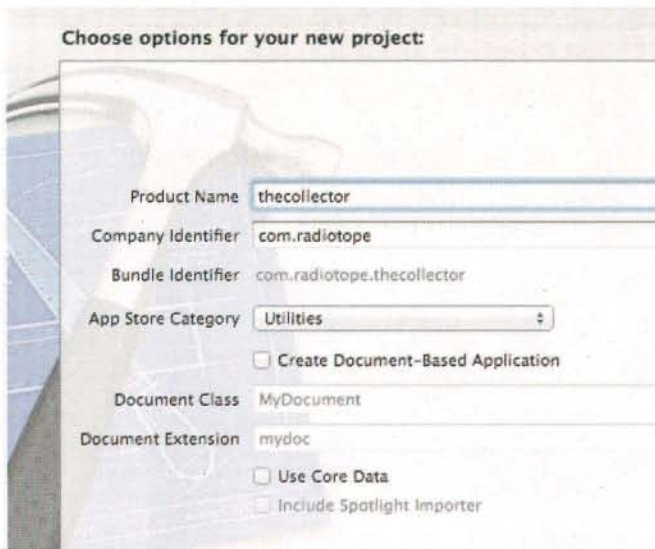 Choose options for your new project:
Product Name thecollector
Company Identifier com.radiotope
Bundle Identifier com.radiotope.thecollector
App Store Category Utilities
Create Document-Based Application
Document Class MyDocument
Document Extension mydoc
Use Core Data
Include Spotlight Importer